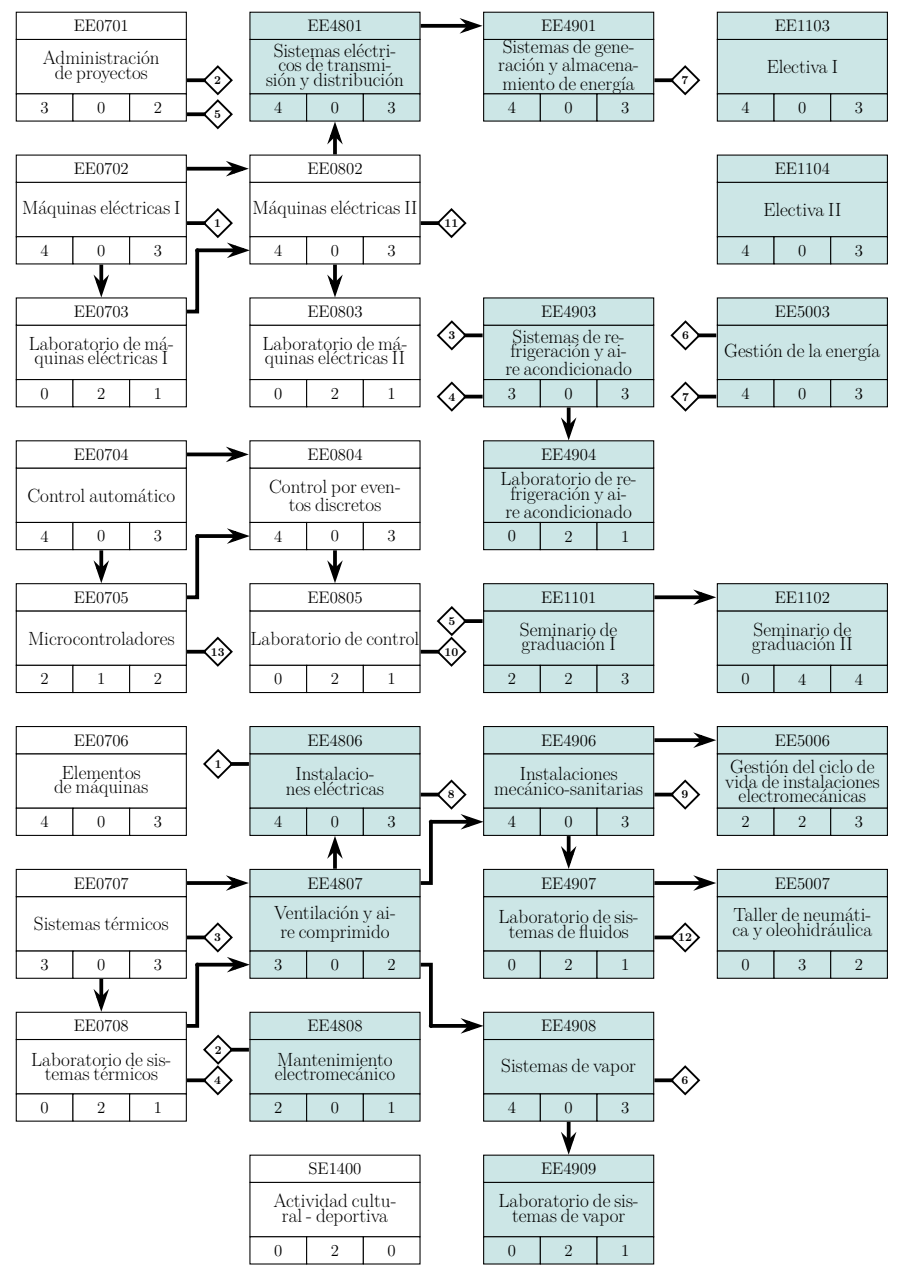 EE0701
Administración
de proyectos
3 0 2
2
5
EE4801
Sistemas eléctri-
cos de transmi-
sión y distribución
4 0 3
EE4901
Sistemas de gene-
ración y almacena-
miento de energía
4 0 3
7
EE1103
Electiva I
4 0 3
EE0702
Máquinas eléctricas I
4 0 3
1
EE0802
Máquinas eléctricas II
4 0 3
11
EE1104
Electiva II
4 0 3
EE0703
Laboratorio de má-
quinas eléctricas I
0 2 1
EE0803
Laboratorio de má-
quinas eléctricas II
0 2 1
3
4
EE4903
Sistemas de re-
frigeración y ai-
re acondicionado
3 0 3
6
7
EE5003
Gestión de la energía
4 0 3
EE0704
Control automático
4 0 3
EE0804
Control por even-
tos discretos
4 0 3
EE4904
Laboratorio de re-
frigeración y ai-
re acondicionado
0 2 1
EE0705
Microcontroladores
2 1 2
13
EE0805
Laboratorio de control
0 2 1
5
10
EE1101
Seminario de
graduación I
2 2 3
EE1102
Seminario de
graduación II
0 4 4
EE0706
Elementos
de máquinas
4 0 3
1
EE4806
Instalacio-
nes eléctricas
4 0 3
8
EE4906
Instalaciones
mecánico-sanitarias
4 0 3
9
EE5006
Gestión del ciclo de
vida de instalaciones
electromecánicas
2 2 3
EE0707
Sistemas térmicos
3 0 3
3
EE4807
Ventilación y ai-
re comprimido
3 0 2
EE4907
Laboratorio de sis-
temas de fluidos
0 2 1
12
EE5007
Taller de neumáti-
ca y oleohidráulica
0 3 2
EE0708
Laboratorio de sis-
temas térmicos
0 2 1
2
4
EE4808
Mantenimiento
electromecánico
2 0 1
EE4908
Sistemas de vapor
4 0 3
6
SE1400
Actividad cultu-
ral - deportiva
0 2 0
EE4909
Laboratorio de sis-
temas de vapor
0 2 1